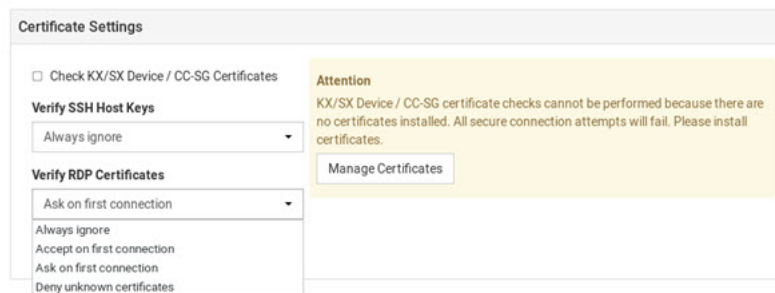 Certificate Settings
Check KX/SX Device / CC-SG Certificates
Verify SSH Host Keys
Always ignore
Verify RDP Certificates
Ask on first connection
Always ignore
Accept on first connection
Ask on first connection
Deny unknown certificates
Attention
KX/SX Device / CC-SG certificate checks cannot be performed because there are
no certificates installed. All secure connection attempts will fail. Please install
certificates.
Manage Certificates